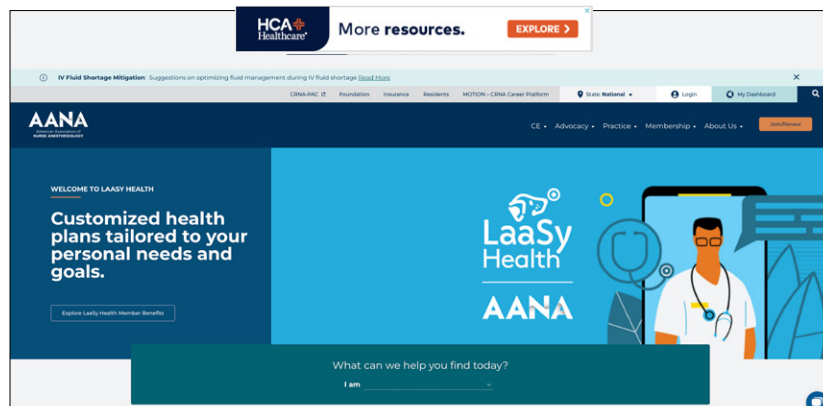 HCA
Healthcare®
More resources.
EXPLORE
IV Fluid Shortage Mitigation: Suggestions on optimizing fluid management during IV fluid shortage Read More
CRNA-PAC
Foundation
Insurance
Residents
MOTION - CRNA Career Platform
State: National
Login
My Dashboard
AANA
American Association of
NURSE ANESTHESIOLOGY
CE
Advocacy
Practice
Membership
About Us
Join/Renew
WELCOME TO LAASY HEALTH
Customized health
plans tailored to your
personal needs and
goals.
Explore LaaSy Health Member Benefits
LaaSy
Health
AANA
What can we help you find today?
I am